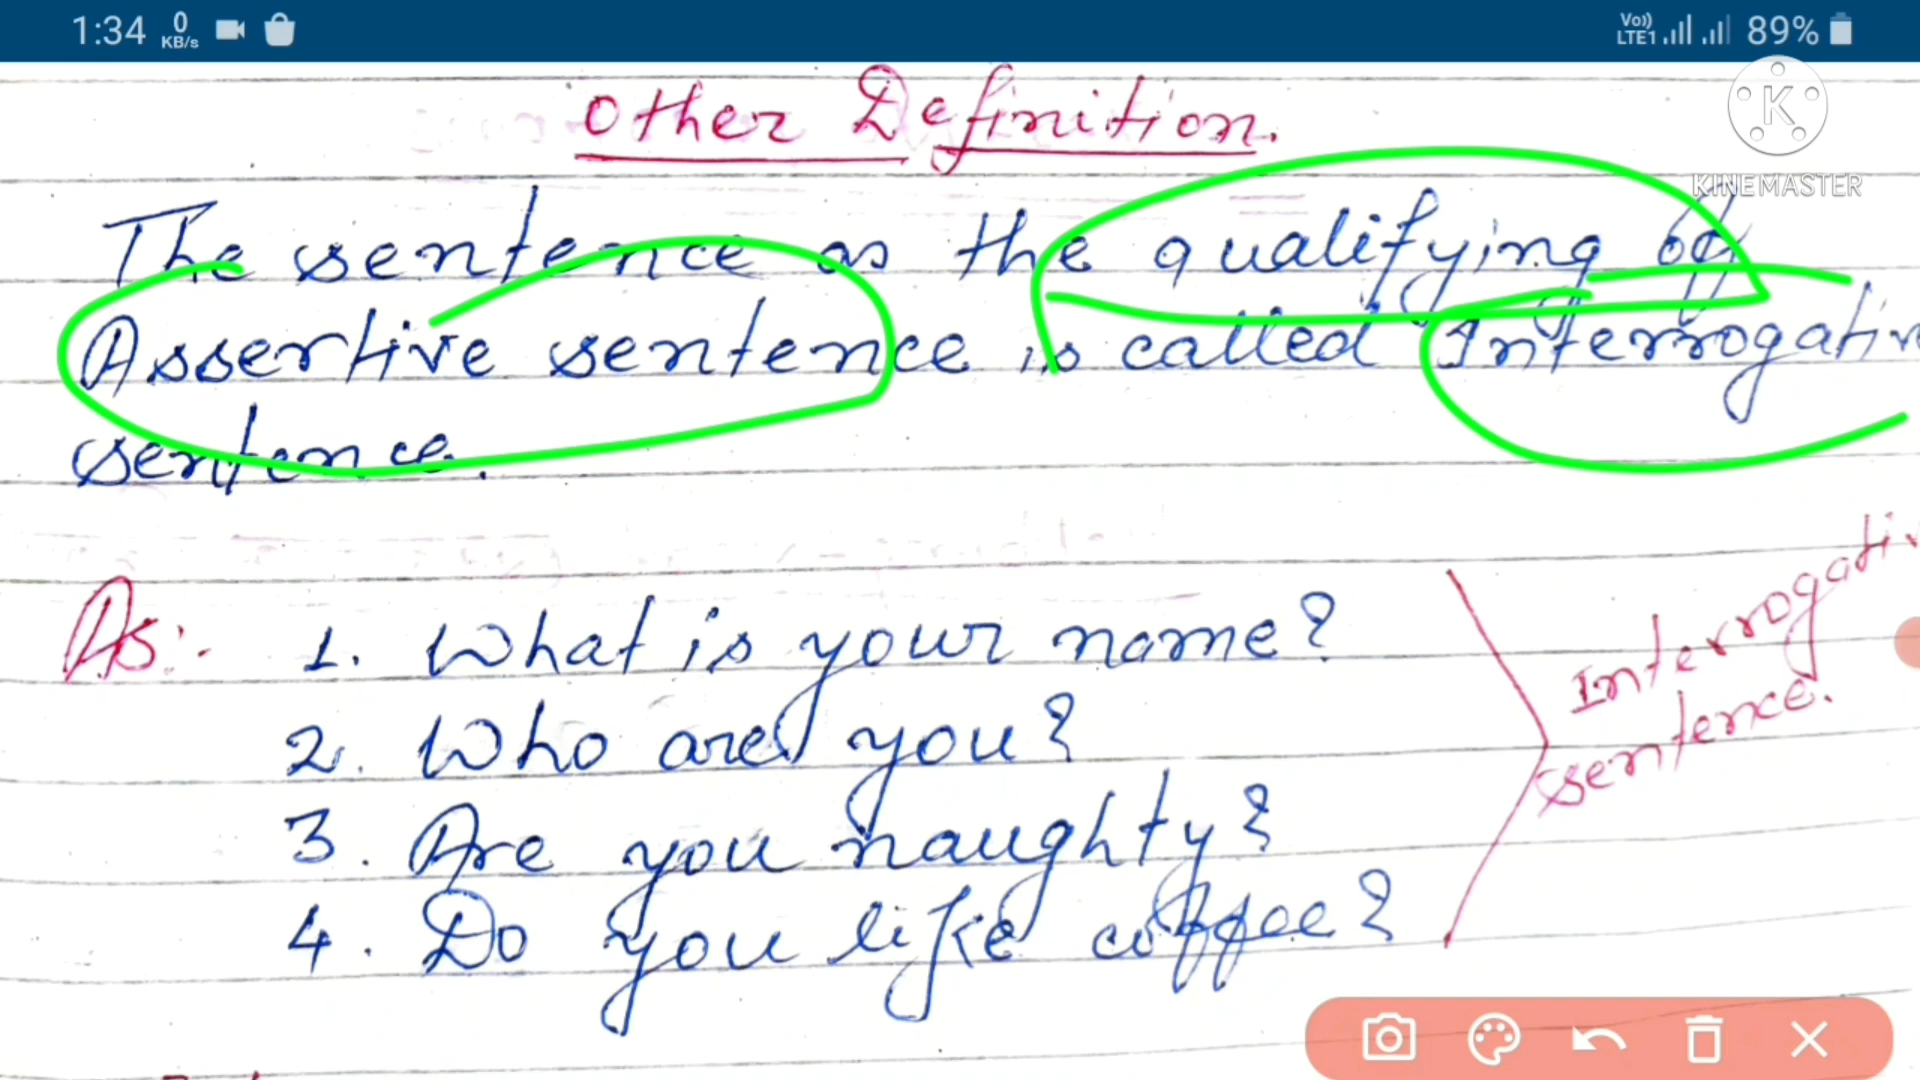 1:34 0 KB/s Vo)) LTE1 89%
KINEMASTER
Other Definition.
The sentence as the qualifying of
Assertive sentence is called Interrogativ
sentence.
As:- 1. What is your name?
2. Who are you?
3. Are you naughty?
4. Do you like coffee?
Interrogativ
sentence.